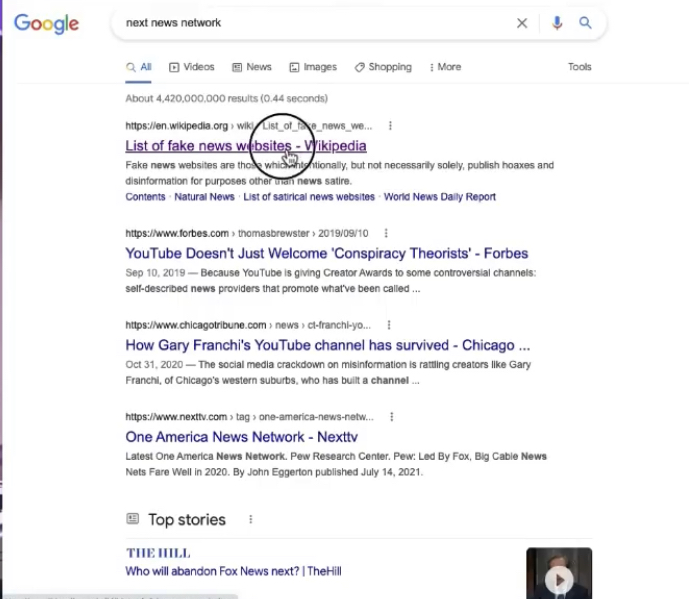 Google
next news network
All Videos News Images Shopping More Tools
About 4,420,000,000 results (0.44 seconds)
https://en.wikipedia.org › wiki › List_of_fake_news_we...
List of fake news websites - Wikipedia
Fake news websites are those which intentionally, but not necessarily solely, publish hoaxes and
disinformation for purposes other than news satire.
Contents · Natural News · List of satirical news websites · World News Daily Report
https://www.forbes.com › thomasbrewster › 2019/09/10
YouTube Doesn't Just Welcome 'Conspiracy Theorists' - Forbes
Sep 10, 2019 — Because YouTube is giving Creator Awards to some controversial channels:
self-described news providers that promote what've been called ...
https://www.chicagotribune.com › news › ct-franchi-yo...
How Gary Franchi's YouTube channel has survived - Chicago ...
Oct 31, 2020 — The social media crackdown on misinformation is rattling creators like Gary
Franchi, of Chicago's western suburbs, who has built a channel ...
https://www.nexttv.com › tag › one-america-news-netw...
One America News Network - Nexttv
Latest One America News Network. Pew Research Center. Pew: Led By Fox, Big Cable News
Nets Fare Well in 2020. By John Eggerton published July 14, 2021.
Top stories
THE HILL
Who will abandon Fox News next? | TheHill